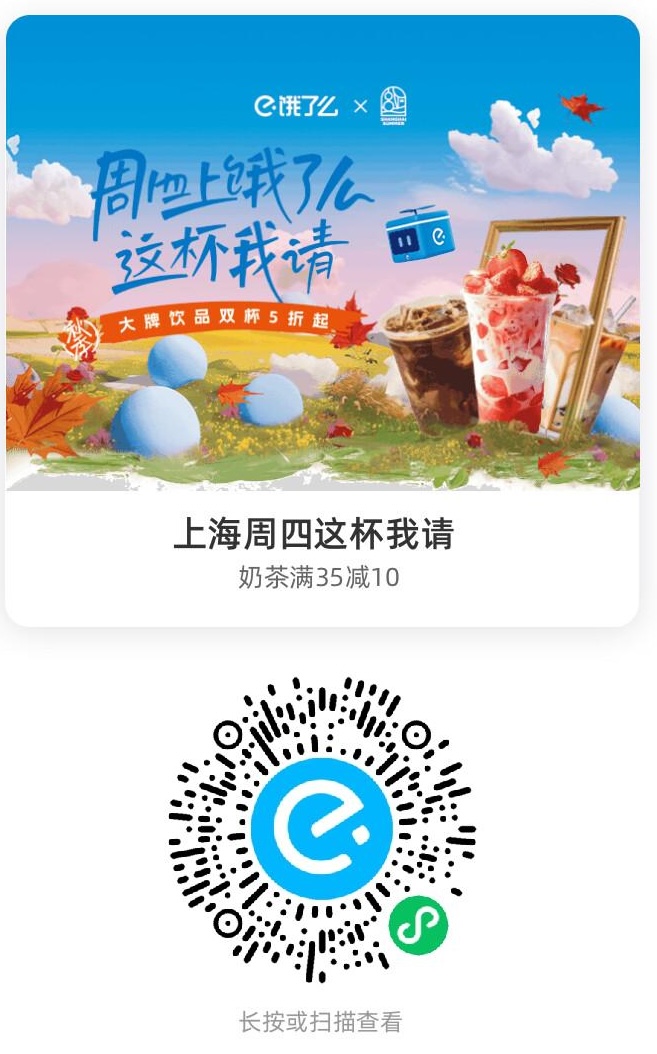 饿了么 ×
SHANGHAI
SUMMER
周四上饿了么
这杯我请
大牌饮品双杯5折起
上海周四这杯我请
奶茶满35减10
长按或扫描查看